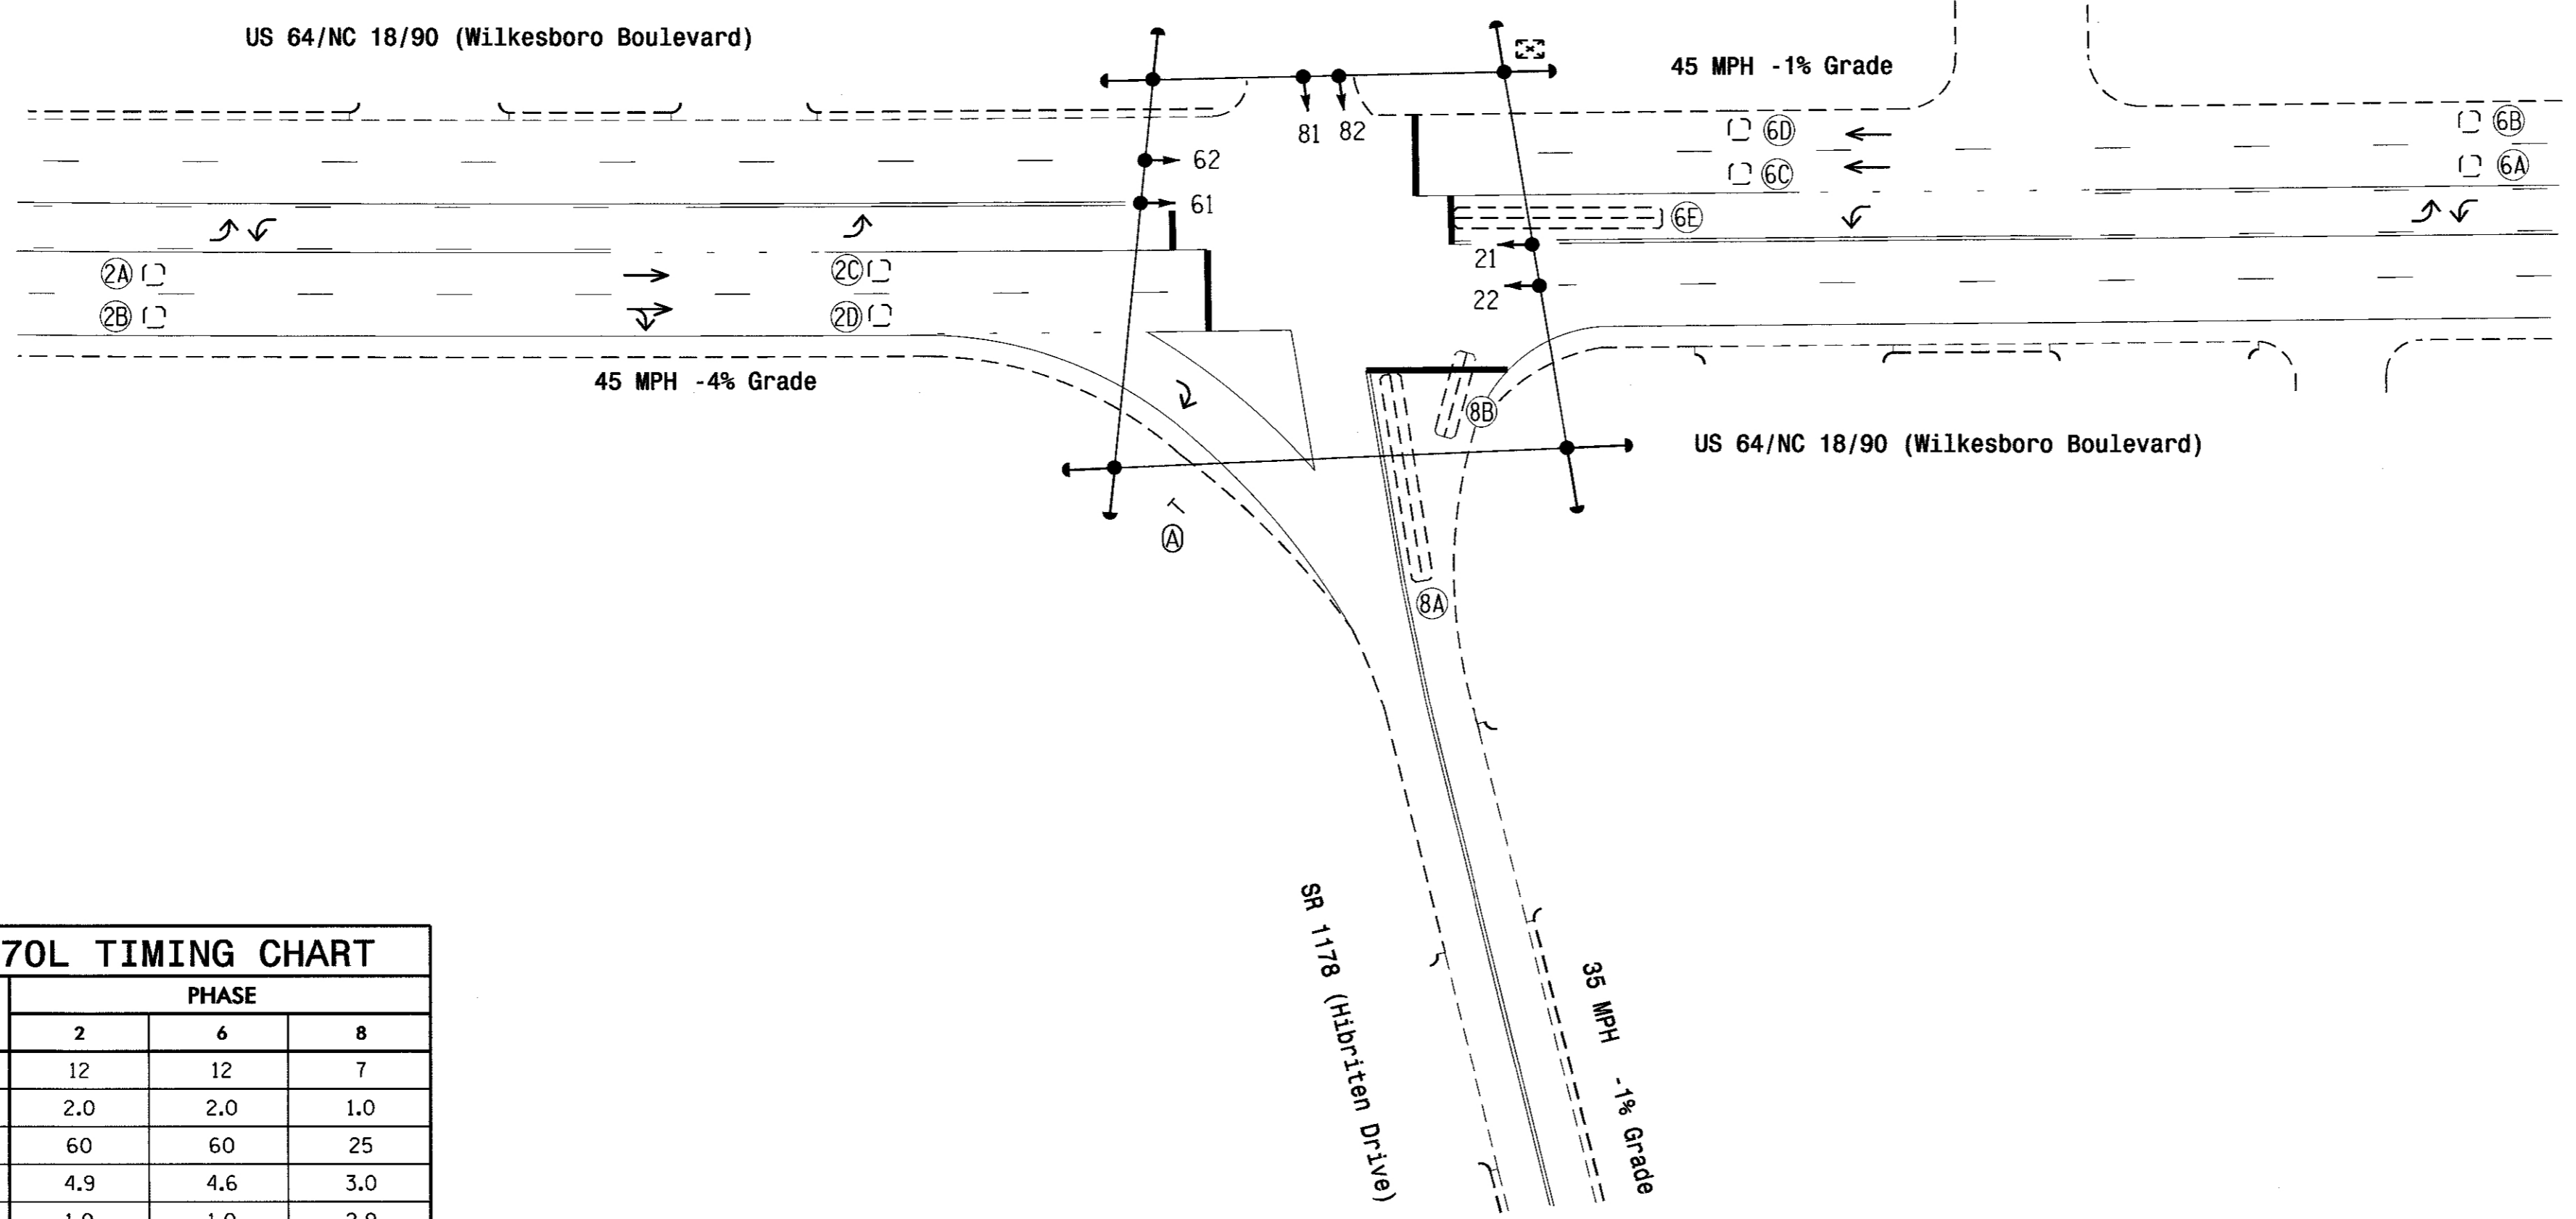 US 64/NC 18/90 (Wilkesboro Boulevard)
45 MPH -1% Grade
81 82
62
61
6D
6C
6B
6A
6E
21
22
2A
2B
2C
2D
45 MPH -4% Grade
8B
US 64/NC 18/90 (Wilkesboro Boulevard)
A
8A
SR 1178 (Hibriten Drive)
35 MPH -1% Grade
70L TIMING CHART
PHASE
2 6 8
12 12 7
2.0 2.0 1.0
60 60 25
4.9 4.6 3.0